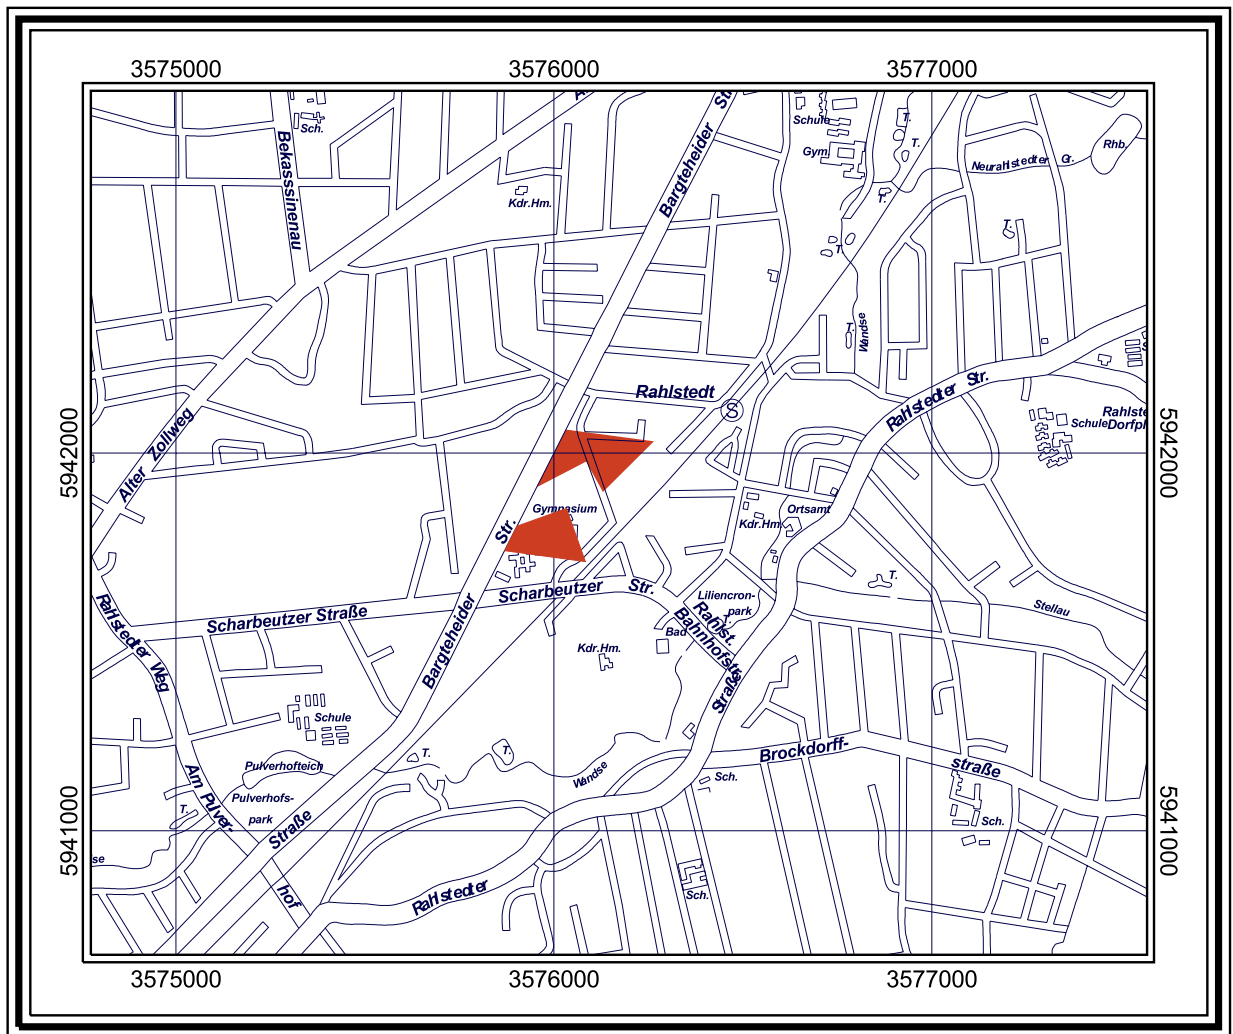 3575000
3576000
3577000
Str.
Sch.
Schule
T.
Gym.
T.
Neurahlstedter Gr.
Rhb.
Bekasssinenau
Bargteheider
Kdr.Hm.
T.
T.
T.
T.
Wandse
Rahlstedt
S
Rahlstedter Str.
Rahlste
Schule
Dorfpl
Alter Zollweg
5942000
5942000
Gymnasium
Str.
Kdr.Hm.
Ortsamt
T.
Scharbeutzer
Str.
Liliencron-
park
T.
Stellau
Scharbeutzer Straße
Rahlst.
Bahnhofstr.
Bad
Rahlstedter Weg
Bargteheider
Kdr.Hm.
Straße
Schule
T.
T.
Brockdorff-
straße
Pulverhofteich
Wandse
Sch.
Am Pulver-
Pulverhofs-
park
T.
Straße
Sch.
5941000
5941000
se
hof
Rahlstedter
Sch.
3575000
3576000
3577000